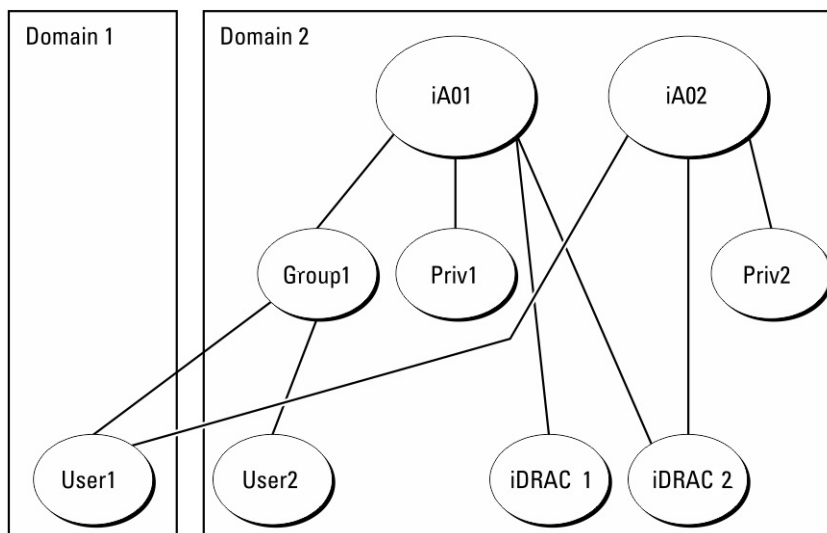 Domain 1
Domain 2
iA01
iA02
Group1
Priv1
Priv2
User1
User2
iDRAC 1
iDRAC 2